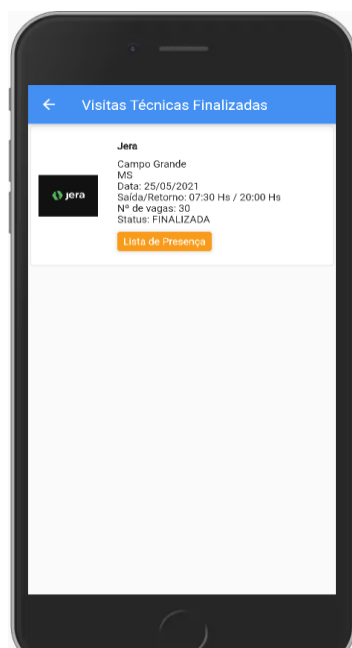 Visitas Técnicas Finalizadas
Jera
Campo Grande
MS
Data: 25/05/2021
Saída/Retorno: 07:30 Hs / 20:00 Hs
Nº de vagas: 30
Status: FINALIZADA
jera
Lista de Presença